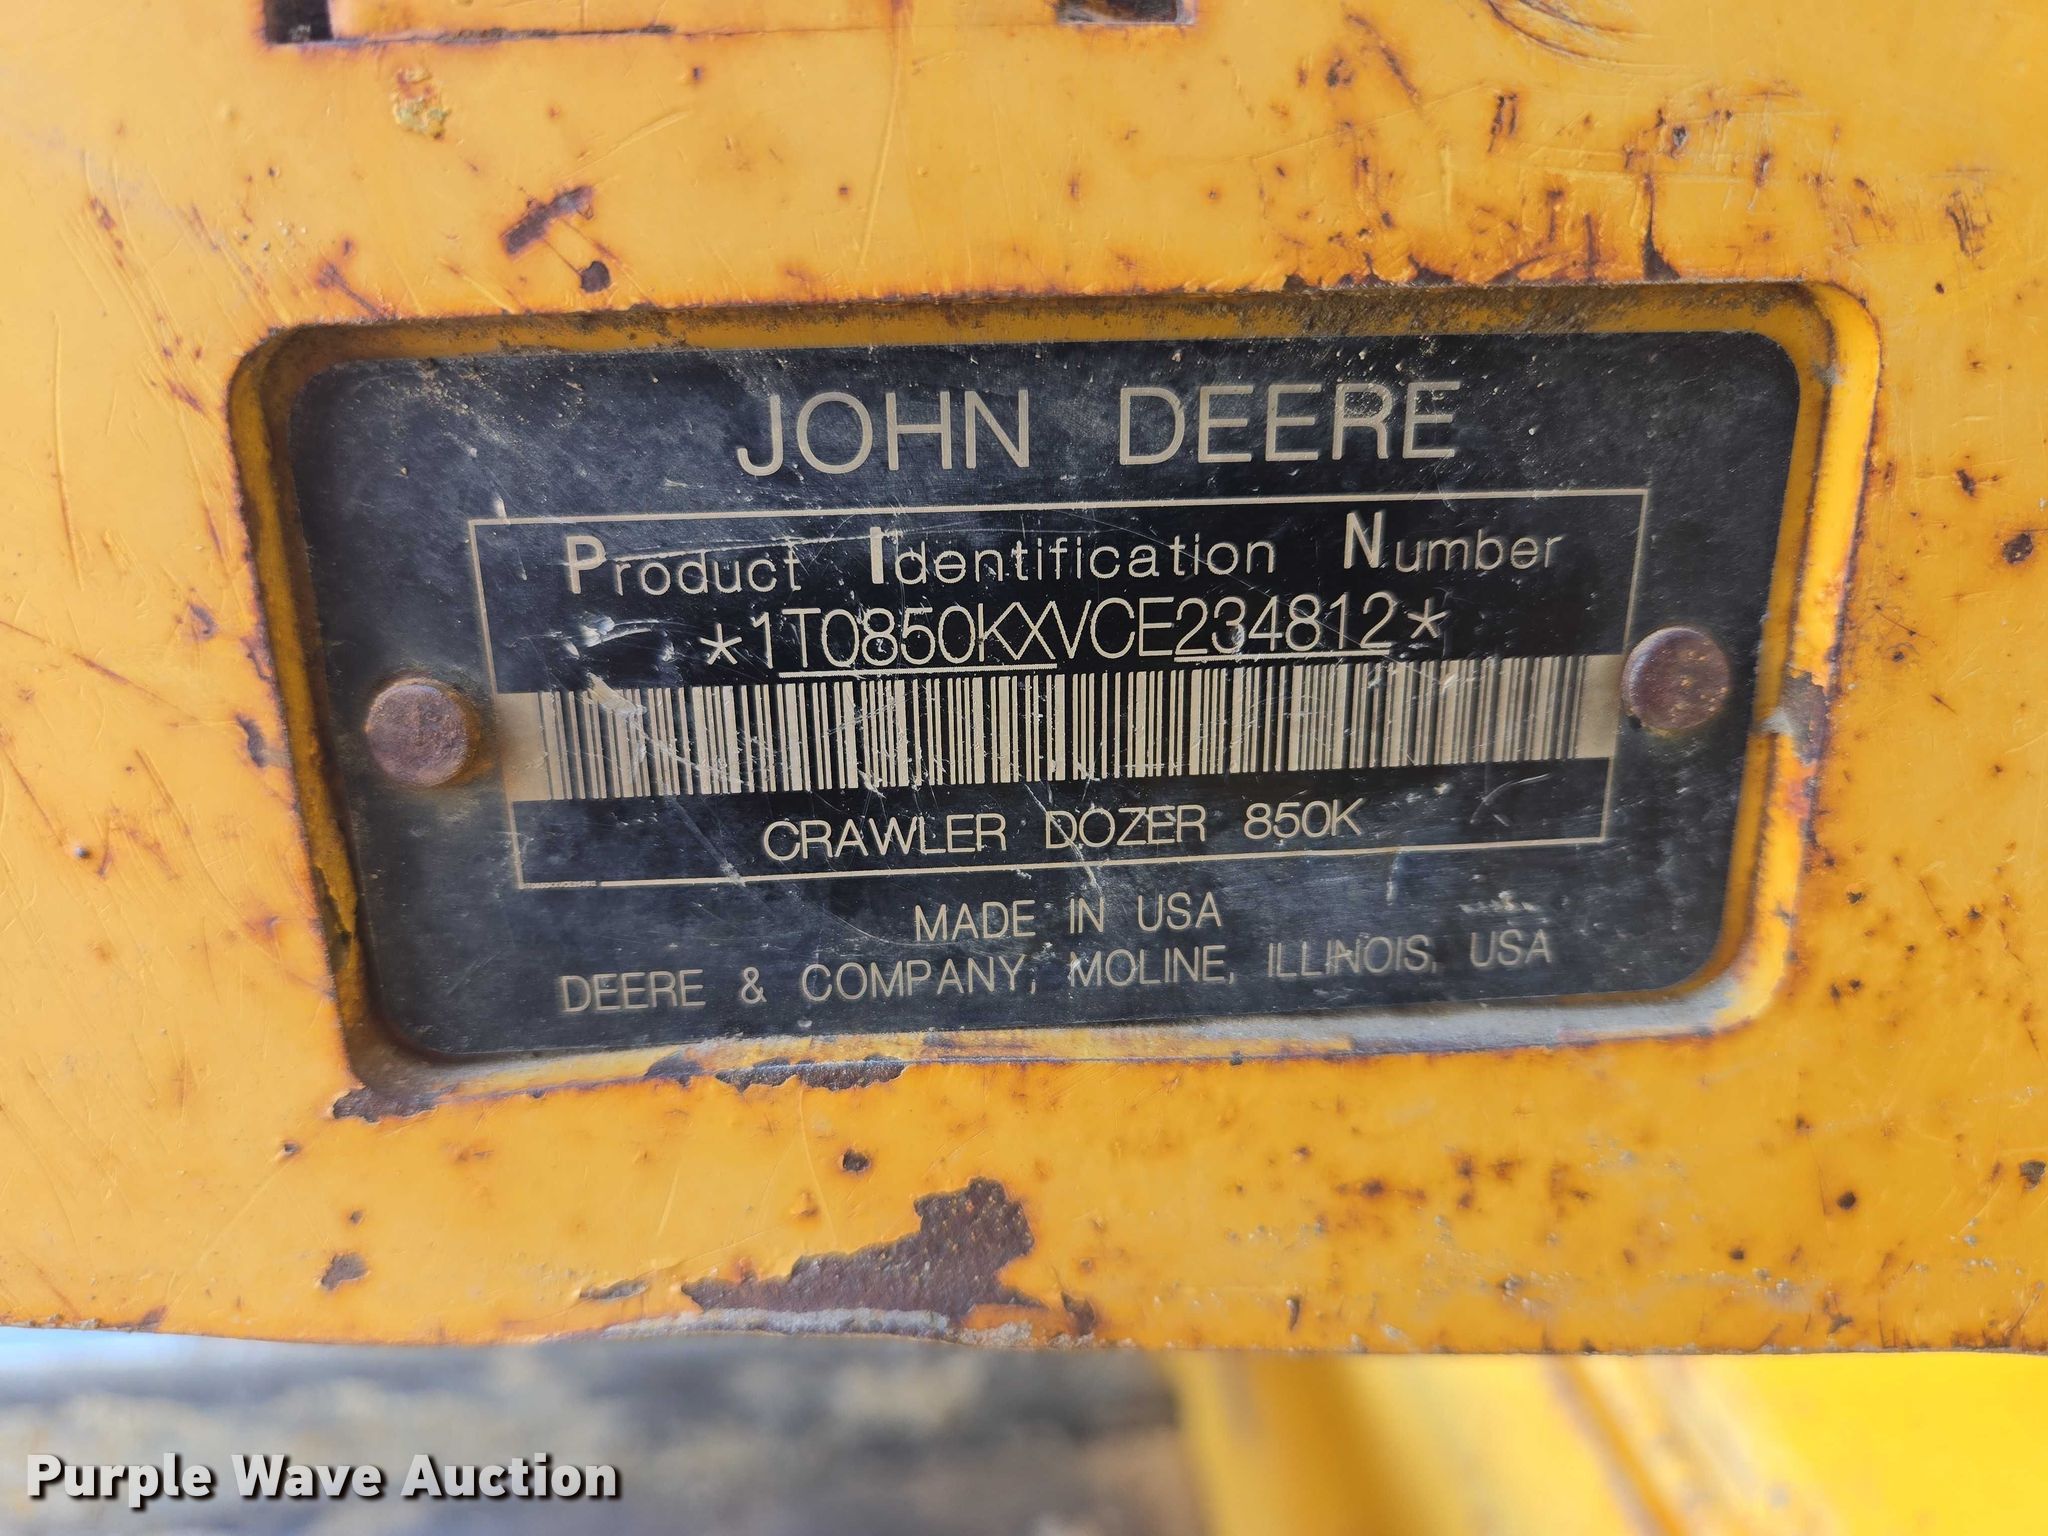 JOHN DEERE
Product Identification Number
*1T0850KXVCE234812*
CRAWLER DOZER 850K
MADE IN USA
DEERE & COMPANY, MOLINE, ILLINOIS, USA
Purple Wave Auction